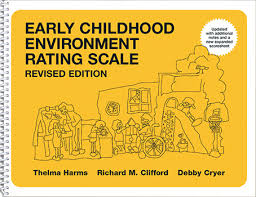 EARLY CHILDHOOD
ENVIRONMENT
RATING SCALE
REVISED EDITION
Updated
with additional
notes and a
new expanded
scoresheet
Thelma Harms Richard M. Clifford Debby Cryer